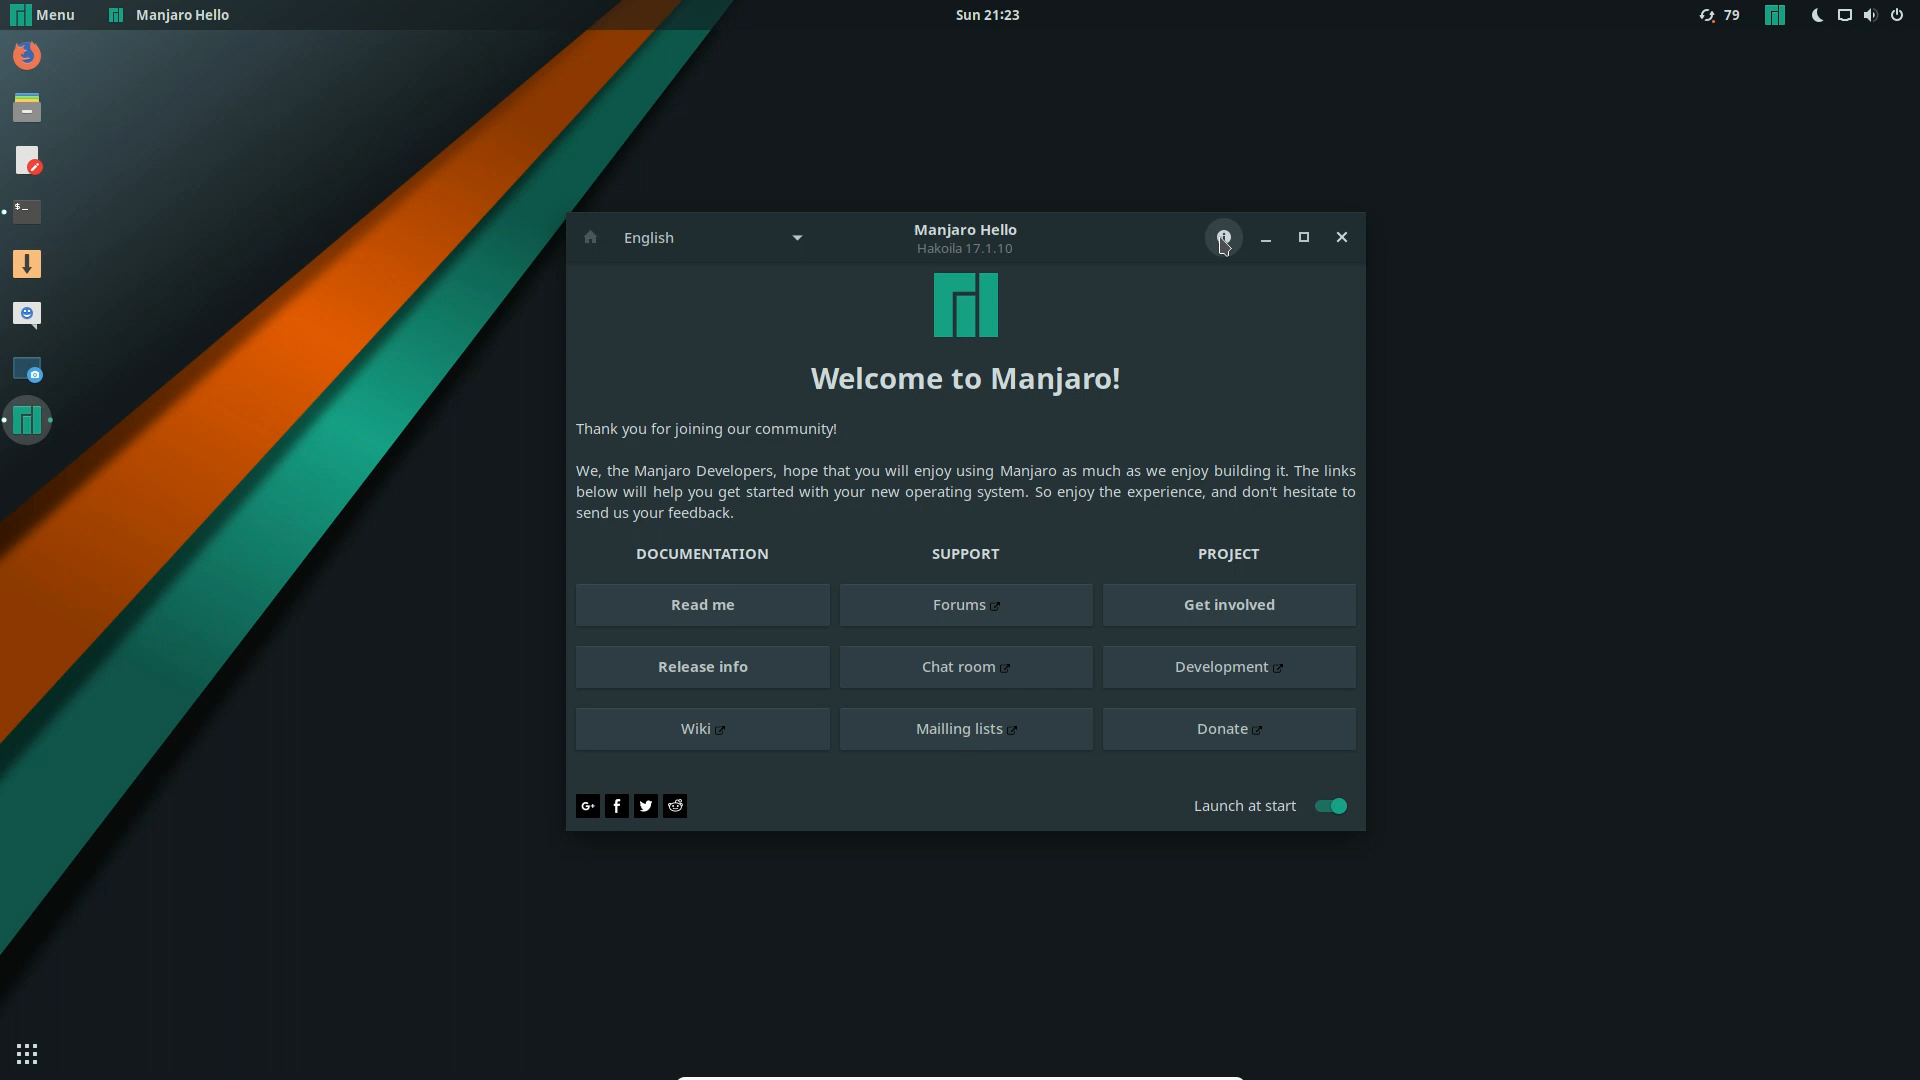 Menu Manjaro Hello Sun 21:23 79
$_
English Manjaro Hello
Hakoila 17.1.10
Welcome to Manjaro!
Thank you for joining our community!
We, the Manjaro Developers, hope that you will enjoy using Manjaro as much as we enjoy building it. The links
below will help you get started with your new operating system. So enjoy the experience, and don't hesitate to
send us your feedback.
DOCUMENTATION SUPPORT PROJECT
Read me Forums Get involved
Release info Chat room Development
Wiki Mailling lists Donate
G+ f Launch at start